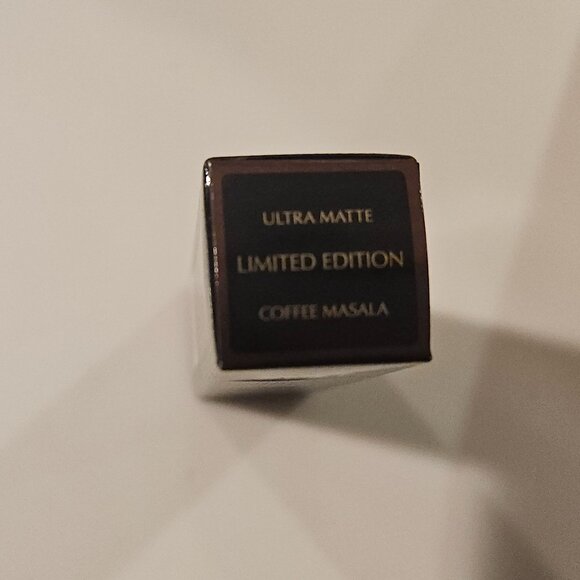 ULTRA MATTE
LIMITED EDITION
COFFEE MASALA